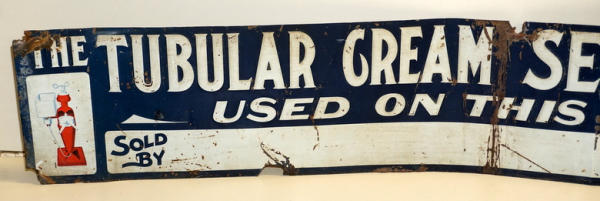 THE TUBULAR CREAM SE
USED ON THIS
SOLD
BY